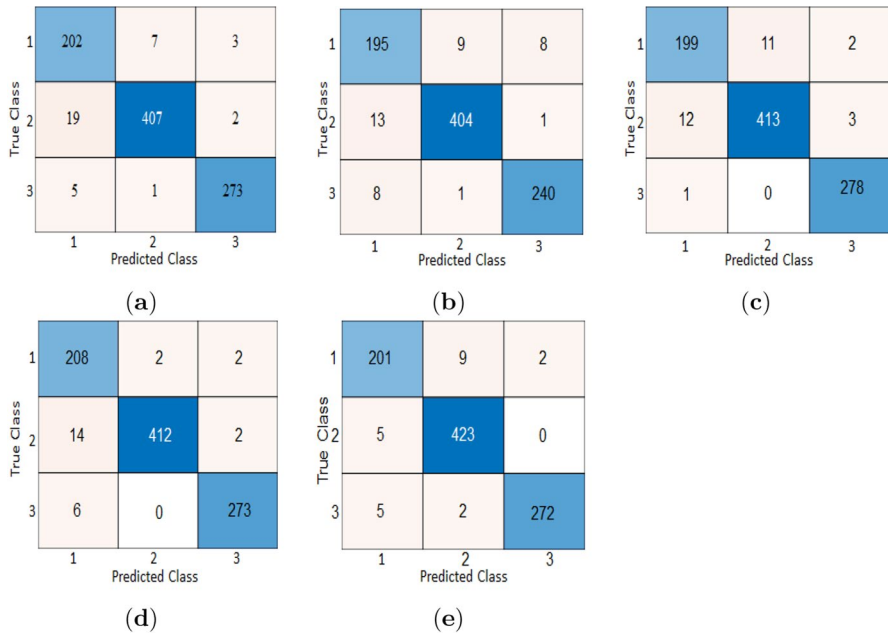 1 202 7 3
True Class
2 19 407 2
3 5 1 273
1 2 3
Predicted Class
(a)
1 195 9 8
True Class
2 13 404 1
3 8 1 240
1 2 3
Predicted Class
(b)
1 199 11 2
True Class
2 12 413 3
3 1 0 278
1 2 3
Predicted Class
(c)
1 208 2 2
True Class
2 14 412 2
3 6 0 273
1 2 3
Predicted Class
(d)
1 201 9 2
True Class
2 5 423 0
3 5 2 272
1 2 3
Predicted Class
(e)